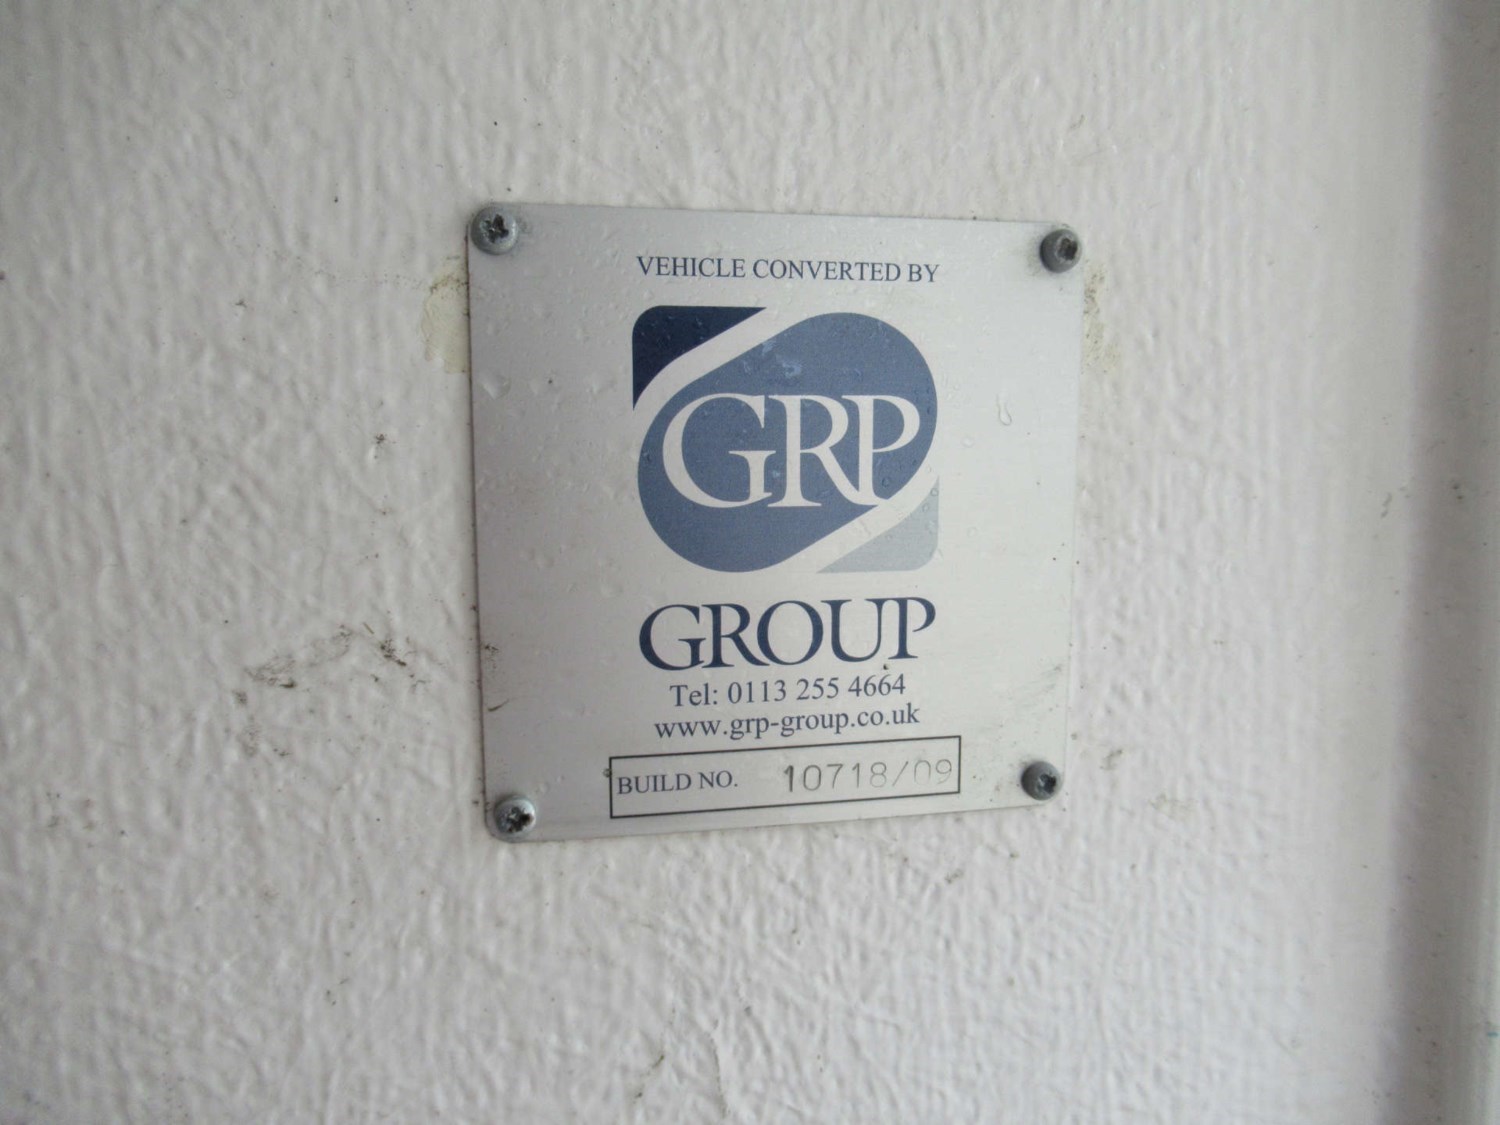 VEHICLE CONVERTED BY
GRP
GROUP
Tel: 0113 255 4664
www.grp-group.co.uk
BUILD NO. 10718/09